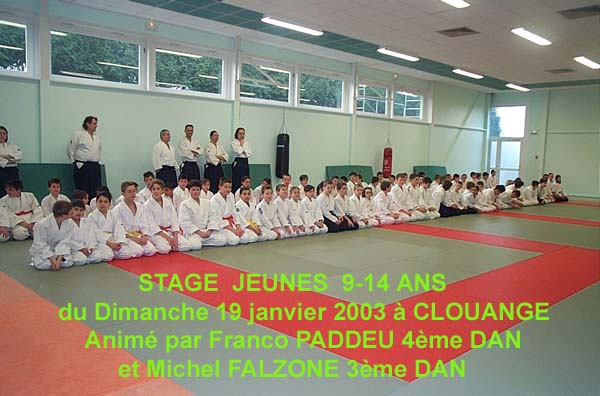 STAGE JEUNES 9-14 ANS
du Dimanche 19 janvier 2003 à CLOUANGE
Animé par Franco PADDEU 4ème DAN
et Michel FALZONE 3ème DAN